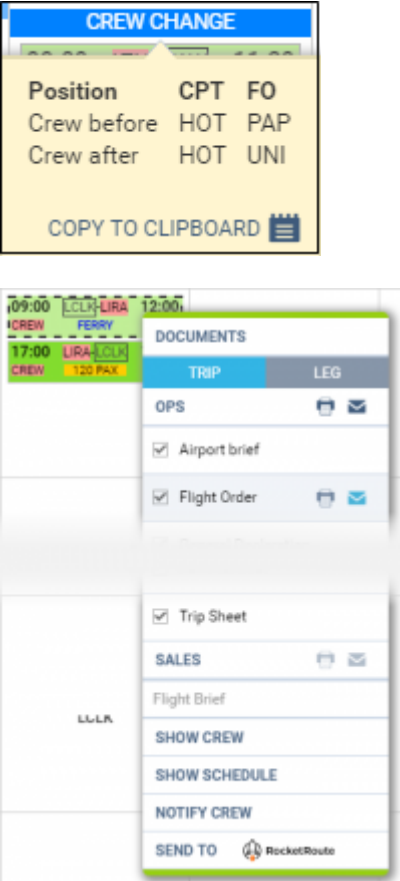 CREW CHANGE
Position CPT FO
Crew before HOT PAP
Crew after HOT UNI
COPY TO CLIPBOARD
09:00 LCLK LIRA 12:00
CREW FERRY
17:00 LIRA LCLK
CREW 120 PAX
DOCUMENTS
TRIP LEG
OPS
Airport brief
Flight Order
Trip Sheet
SALES
Flight Brief
LCLK
SHOW CREW
SHOW SCHEDULE
NOTIFY CREW
SEND TO RocketRoute